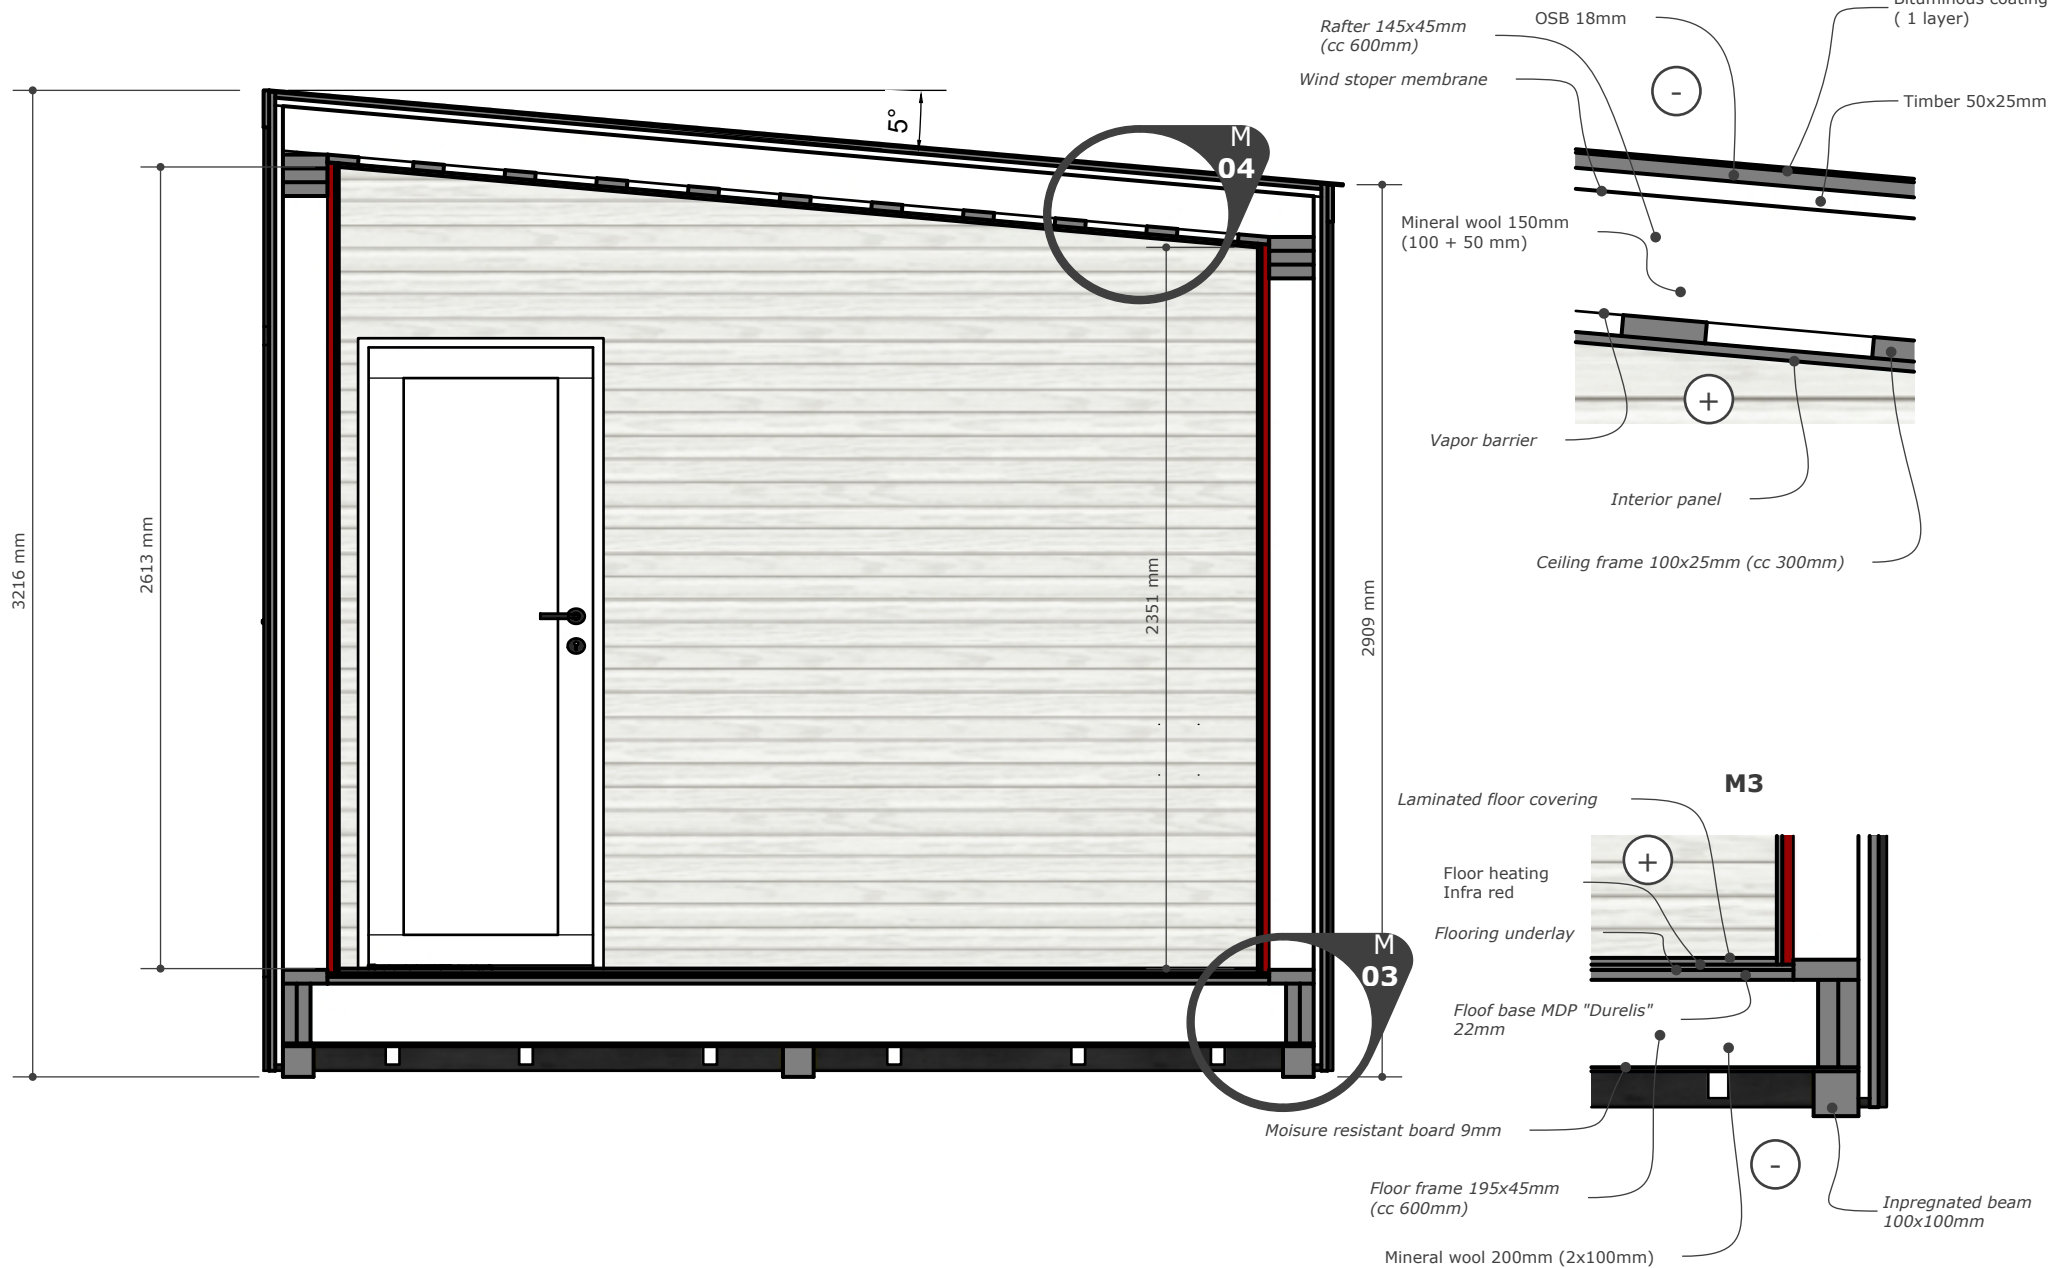 Bituminous coating
( 1 layer)
OSB 18mm
Rafter 145x45mm
(cc 600mm)
Wind stoper membrane
-
Timber 50x25mm
5°
M
04
Mineral wool 150mm
(100 + 50 mm)
+
Vapor barrier
Interior panel
Ceiling frame 100x25mm (cc 300mm)
3216 mm
2613 mm
2351 mm
2909 mm
M3
Laminated floor covering
+
Floor heating
Infra red
Flooring underlay
M
03
Floof base MDP "Durelis"
22mm
Moisure resistant board 9mm
-
Floor frame 195x45mm
(cc 600mm)
Inpregnated beam
100x100mm
Mineral wool 200mm (2x100mm)